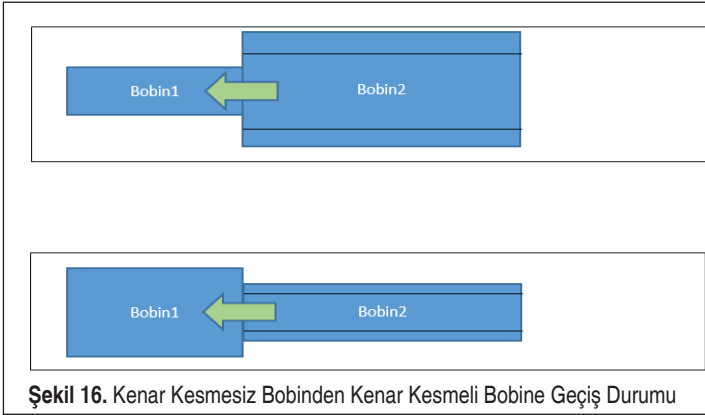 Bobin1
Bobin2
Bobin1
Bobin2
Şekil 16. Kenar Kesmesiz Bobinden Kenar Kesmeli Bobine Geçiş Durumu